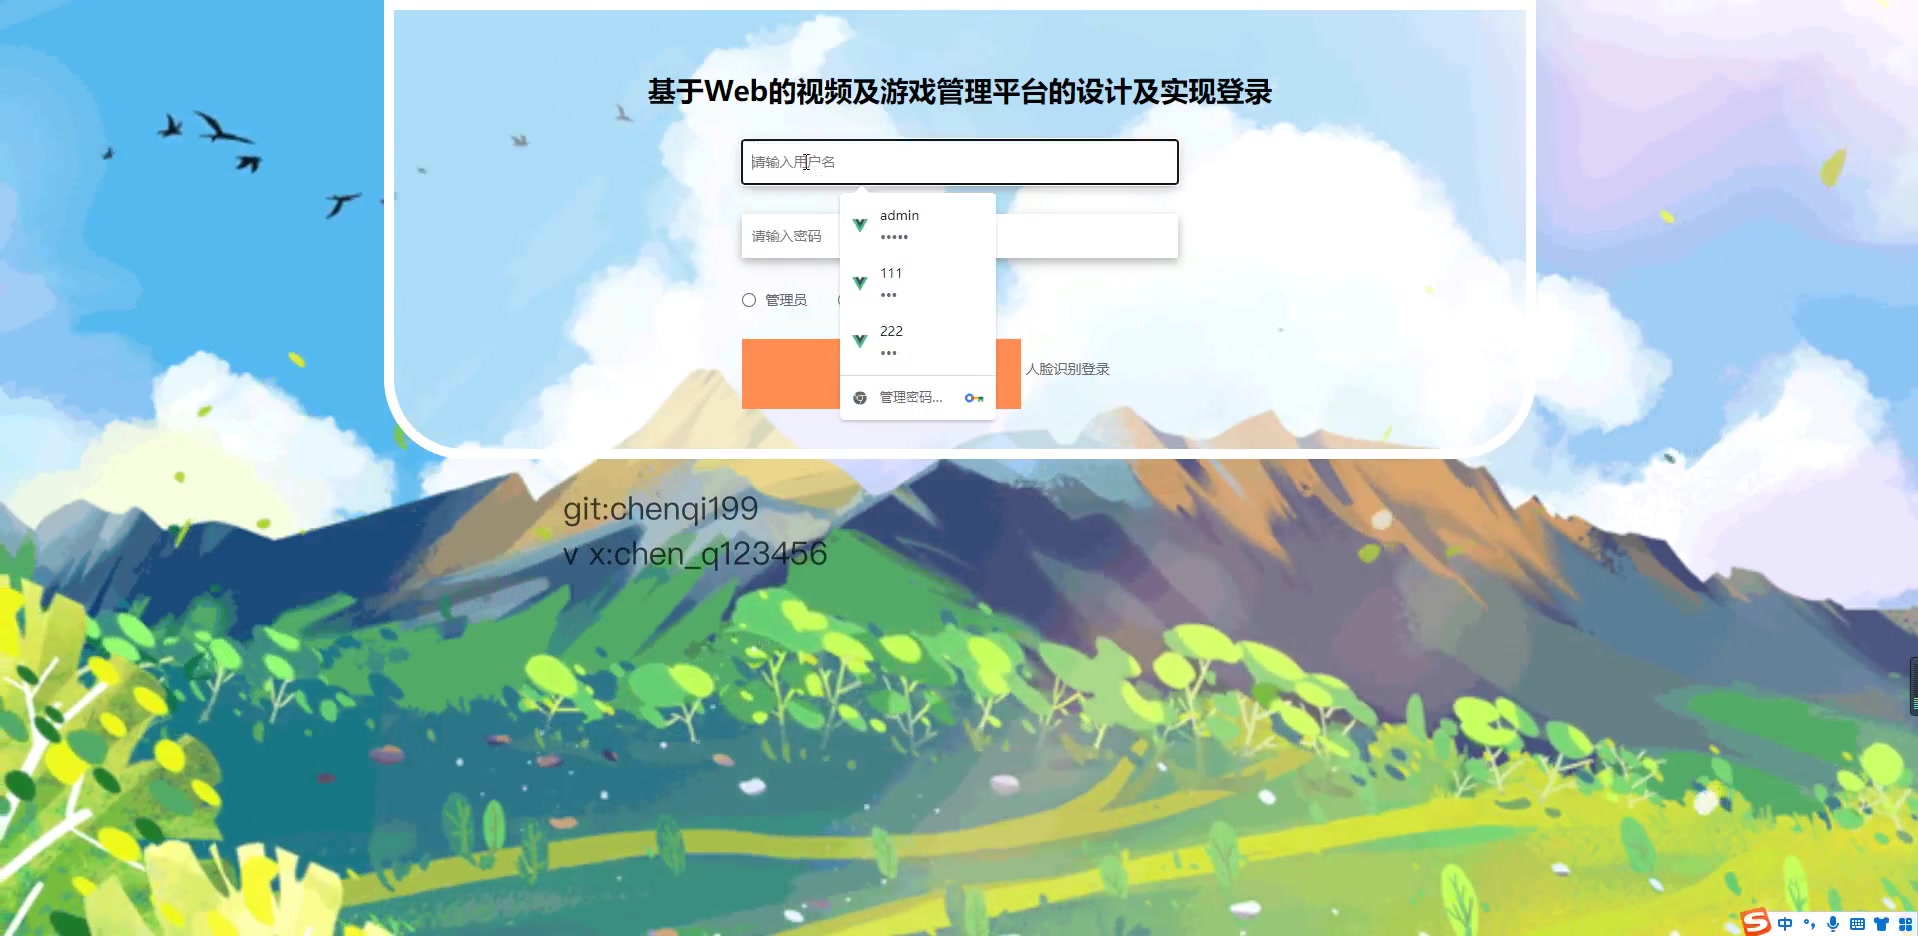 基于Web的视频及游戏管理平台的设计及实现登录
请输入用户名
请输入密码
admin
•••••
111
•••
222
•••
管理密码...
管理员
人脸识别登录
git:chenqi199
v x:chen_q123456
中